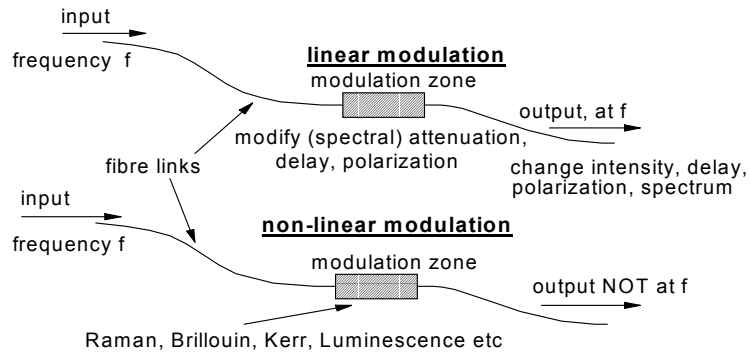 input
frequency f
linear modulation
modulation zone
output, at f
modify (spectral) attenuation,
delay, polarization
fibre links
change intensity, delay,
polarization, spectrum
input
frequency f
non-linear modulation
modulation zone
output NOT at f
Raman, Brillouin, Kerr, Luminescence etc